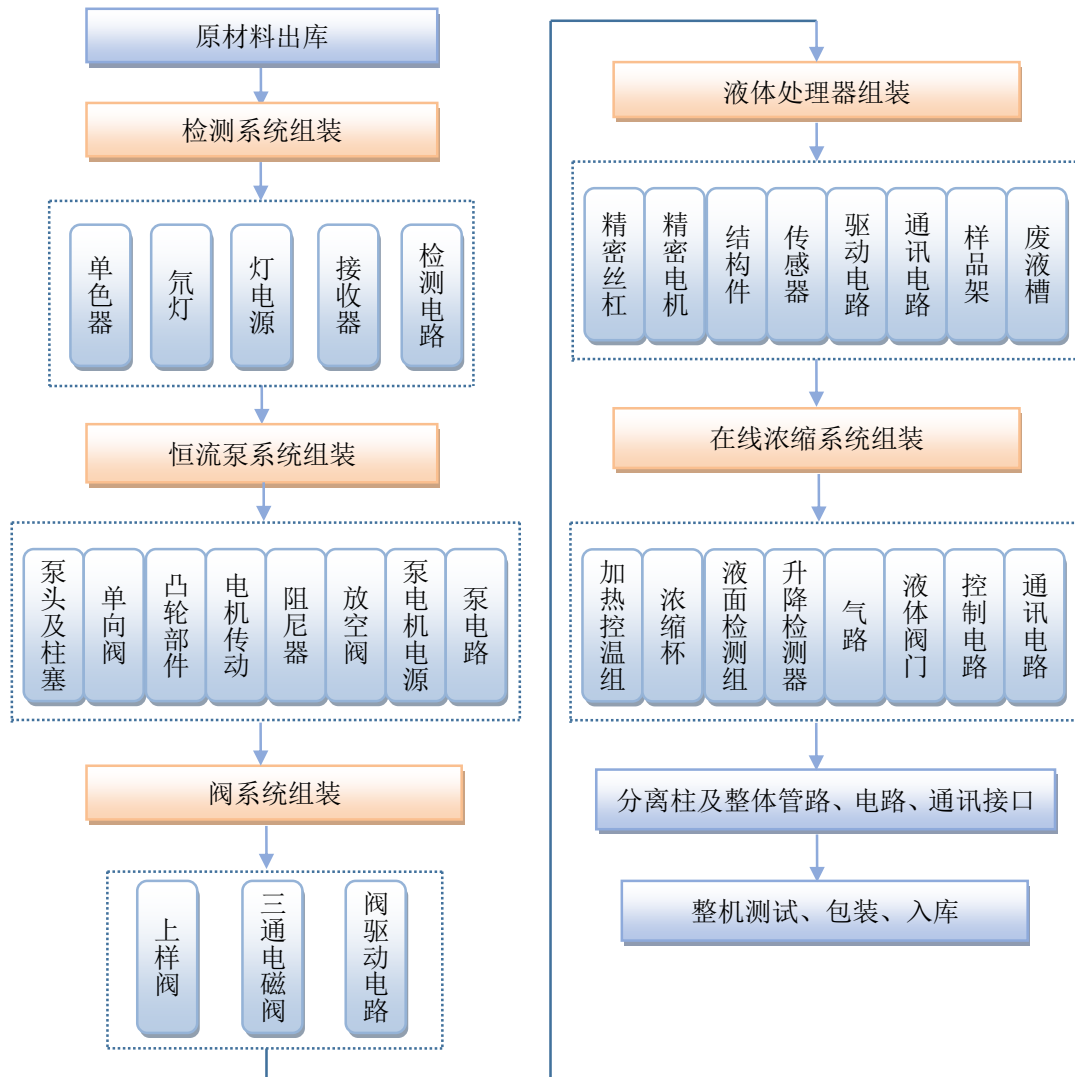 原材料出库
检测系统组装
单色器
氘灯
灯电源
接收器
检测电路
恒流泵系统组装
泵头及柱塞
单向阀
凸轮部件
电机传动
阻尼器
放空阀
泵电机电源
泵电路
阀系统组装
上样阀
三通电磁阀
阀驱动电路
液体处理器组装
精密丝杠
精密电机
结构件
传感器
驱动电路
通讯电路
样品架
废液槽
在线浓缩系统组装
加热控温组
浓缩杯
液面检测组
升降检测器
气路
液体阀门
控制电路
通讯电路
分离柱及整体管路、电路、通讯接口
整机测试、包装、入库